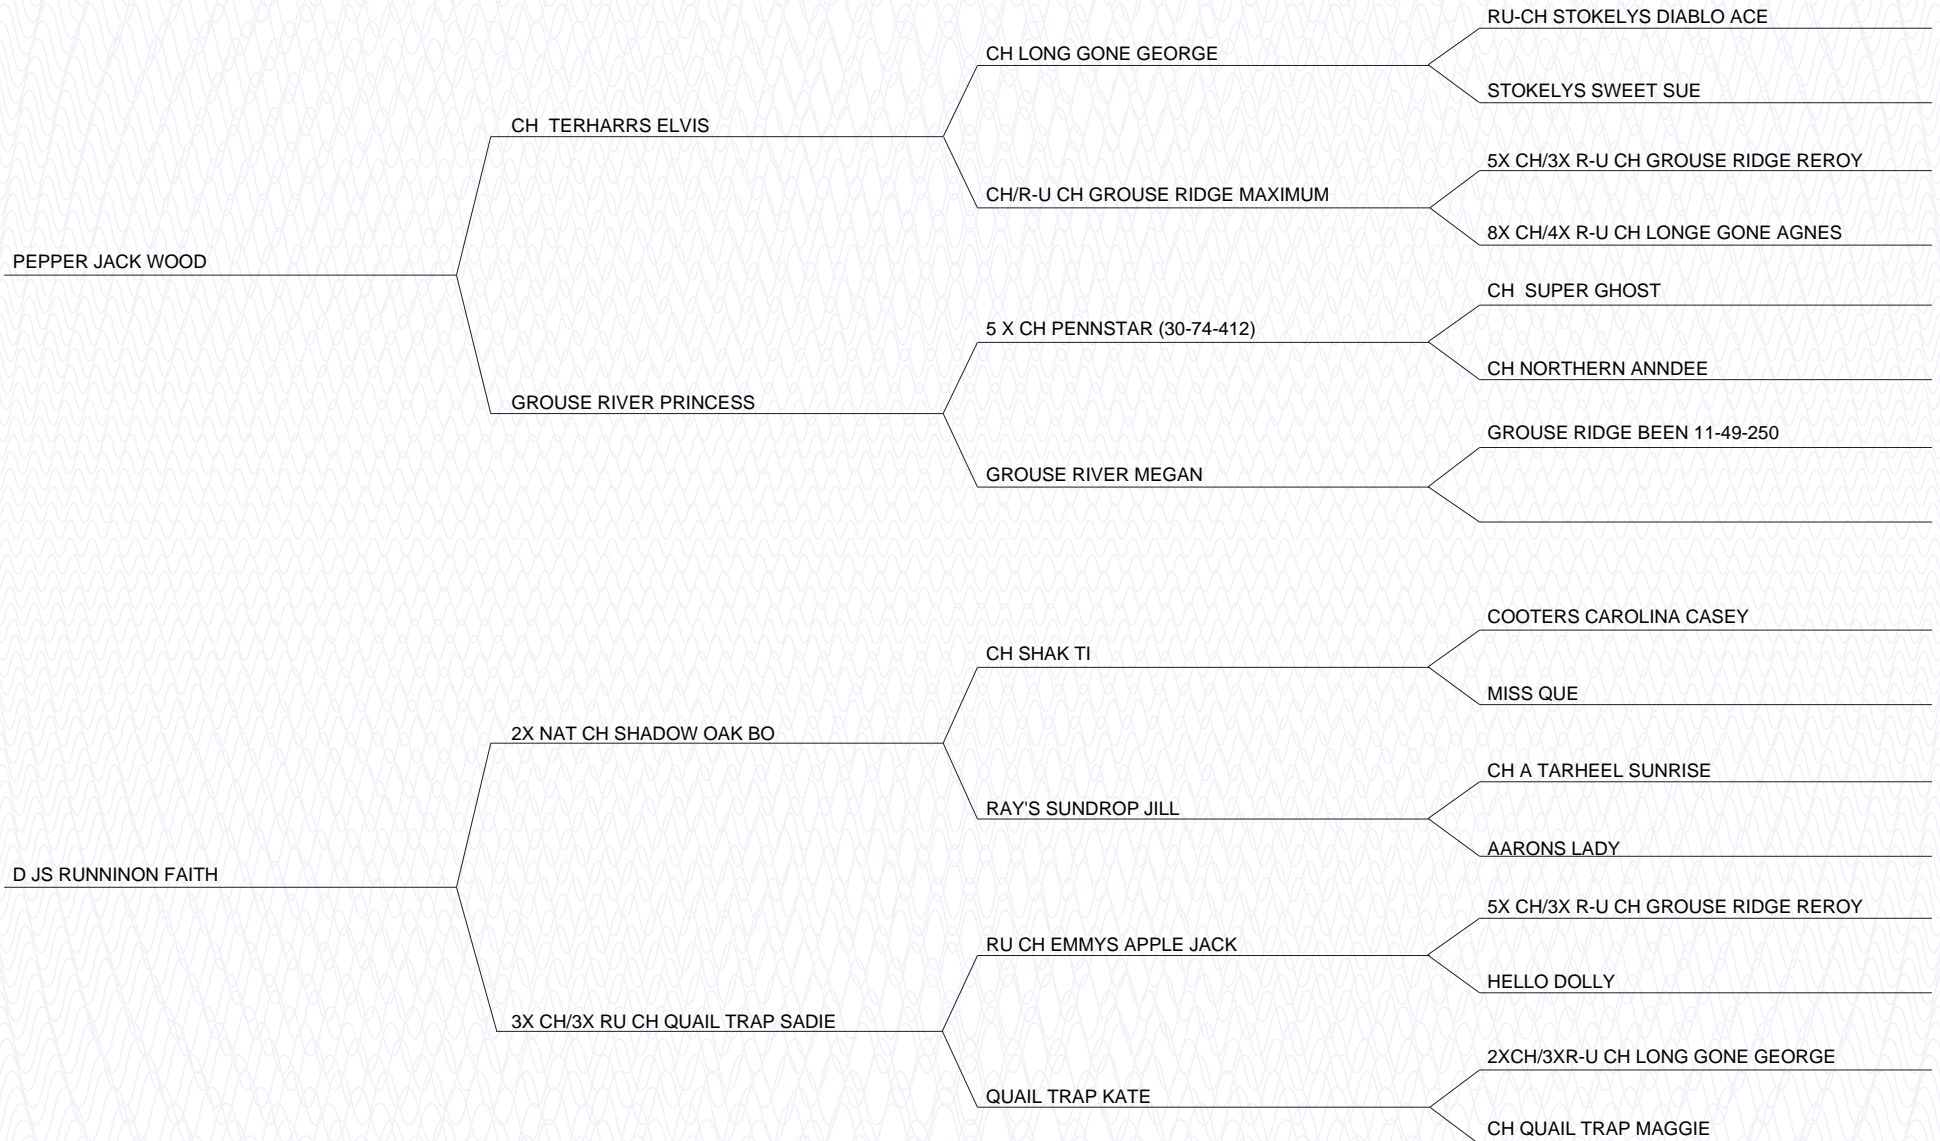 RU-CH STOKELYS DIABLO ACE
CH LONG GONE GEORGE
STOKELYS SWEET SUE
CH  TERHARRS ELVIS
5X CH/3X R-U CH GROUSE RIDGE REROY
CH/R-U CH GROUSE RIDGE MAXIMUM
8X CH/4X R-U CH LONGE GONE AGNES
PEPPER JACK WOOD
CH  SUPER GHOST
5 X CH PENNSTAR (30-74-412)
CH NORTHERN ANNDEE
GROUSE RIVER PRINCESS
GROUSE RIDGE BEEN 11-49-250
GROUSE RIVER MEGAN
COOTERS CAROLINA CASEY
CH SHAK TI
MISS QUE
2X NAT CH SHADOW OAK BO
CH A TARHEEL SUNRISE
RAY'S SUNDROP JILL
AARONS LADY
D JS RUNNINON FAITH
5X CH/3X R-U CH GROUSE RIDGE REROY
RU CH EMMYS APPLE JACK
HELLO DOLLY
3X CH/3X RU CH QUAIL TRAP SADIE
2XCH/3XR-U CH LONG GONE GEORGE
QUAIL TRAP KATE
CH QUAIL TRAP MAGGIE